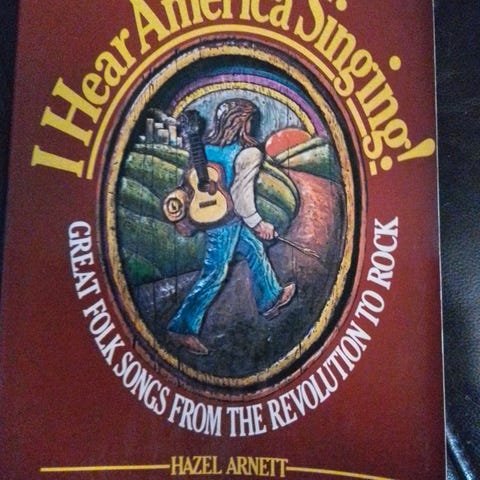 I Hear America Singing!
GREAT FOLK SONGS FROM THE REVOLUTION TO ROCK
HAZEL ARNETT